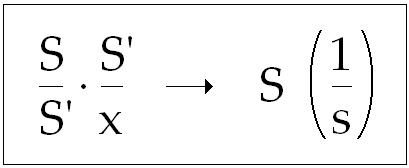 S/S' · S'/x → S (1/s)